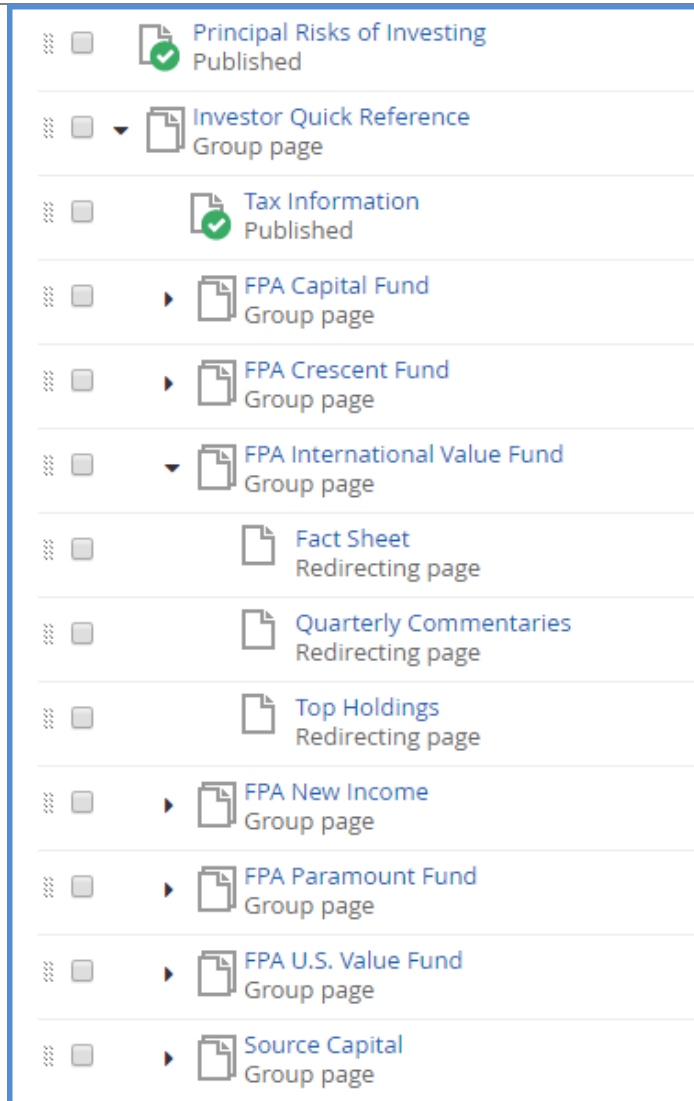 Principal Risks of Investing
Published
Investor Quick Reference
Group page
Tax Information
Published
FPA Capital Fund
Group page
FPA Crescent Fund
Group page
FPA International Value Fund
Group page
Fact Sheet
Redirecting page
Quarterly Commentaries
Redirecting page
Top Holdings
Redirecting page
FPA New Income
Group page
FPA Paramount Fund
Group page
FPA U.S. Value Fund
Group page
Source Capital
Group page